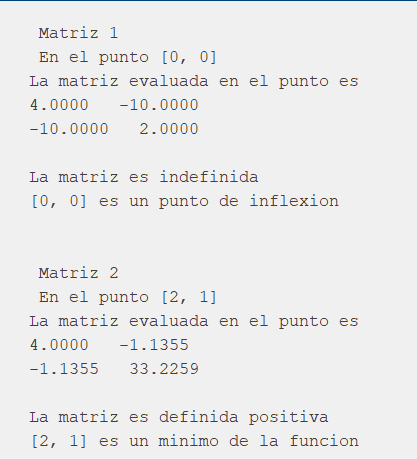 Matriz 1
En el punto [0, 0]
La matriz evaluada en el punto es
4.0000   -10.0000
-10.0000   2.0000
La matriz es indefinida
[0, 0] es un punto de inflexion
Matriz 2
En el punto [2, 1]
La matriz evaluada en el punto es
4.0000   -1.1355
-1.1355   33.2259
La matriz es definida positiva
[2, 1] es un minimo de la funcion